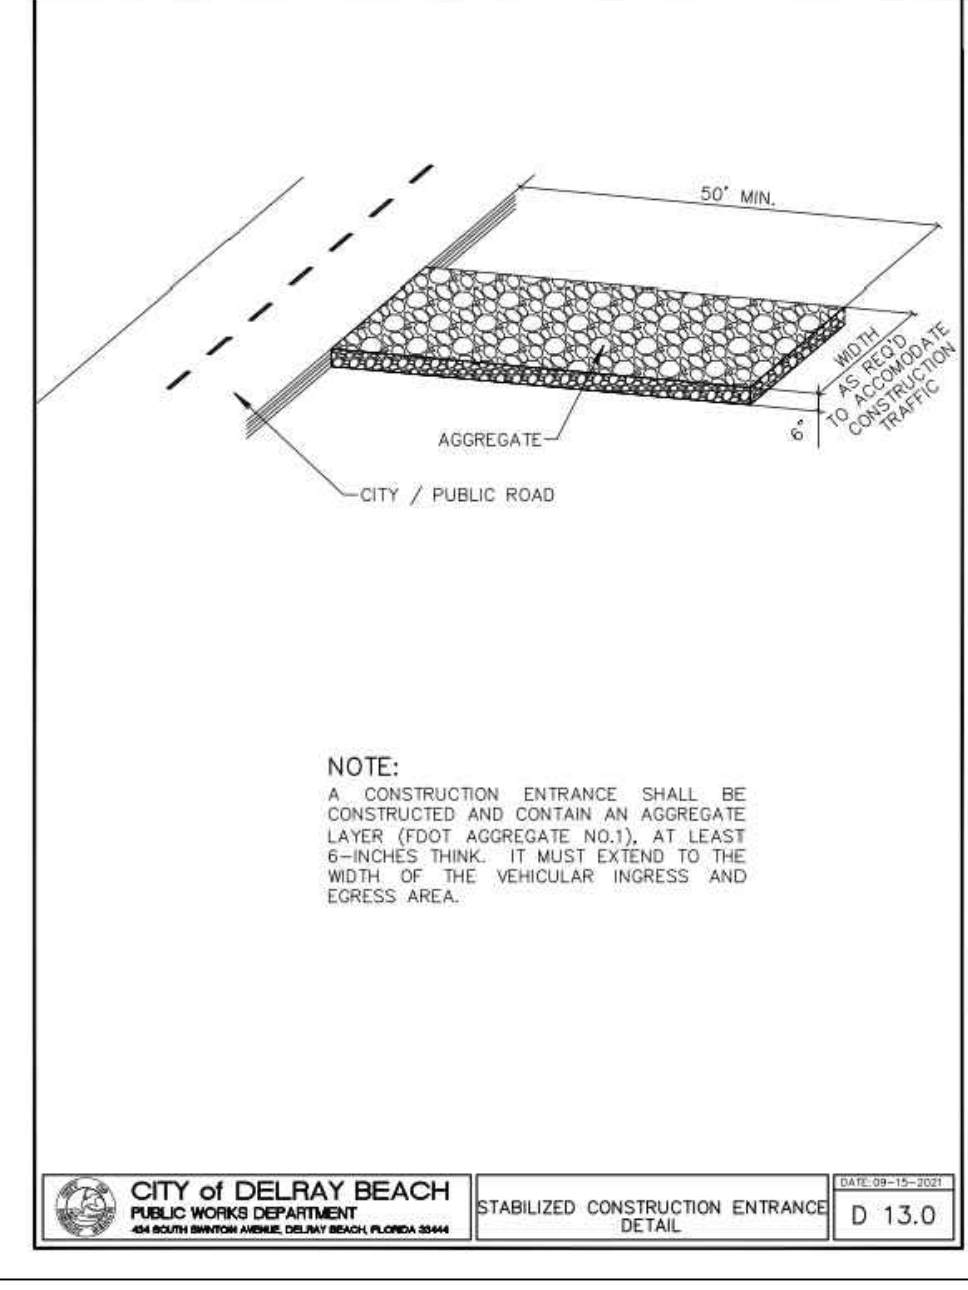 50' MIN.
WIDTH
AS REQ'D
TO ACCOMODATE
CONSTRUCTION
TRAFFIC
6"
AGGREGATE
CITY / PUBLIC ROAD
NOTE:
A CONSTRUCTION ENTRANCE SHALL BE
CONSTRUCTED AND CONTAIN AN AGGREGATE
LAYER (FDOT AGGREGATE NO.1), AT LEAST
6-INCHES THINK. IT MUST EXTEND TO THE
WIDTH OF THE VEHICULAR INGRESS AND
EGRESS AREA.
CITY of DELRAY BEACH
PUBLIC WORKS DEPARTMENT
434 SOUTH SWINTON AVENUE, DELRAY BEACH, FLORIDA 33444
STABILIZED CONSTRUCTION ENTRANCE
DETAIL
DATE: 09-15-2021
D 13.0